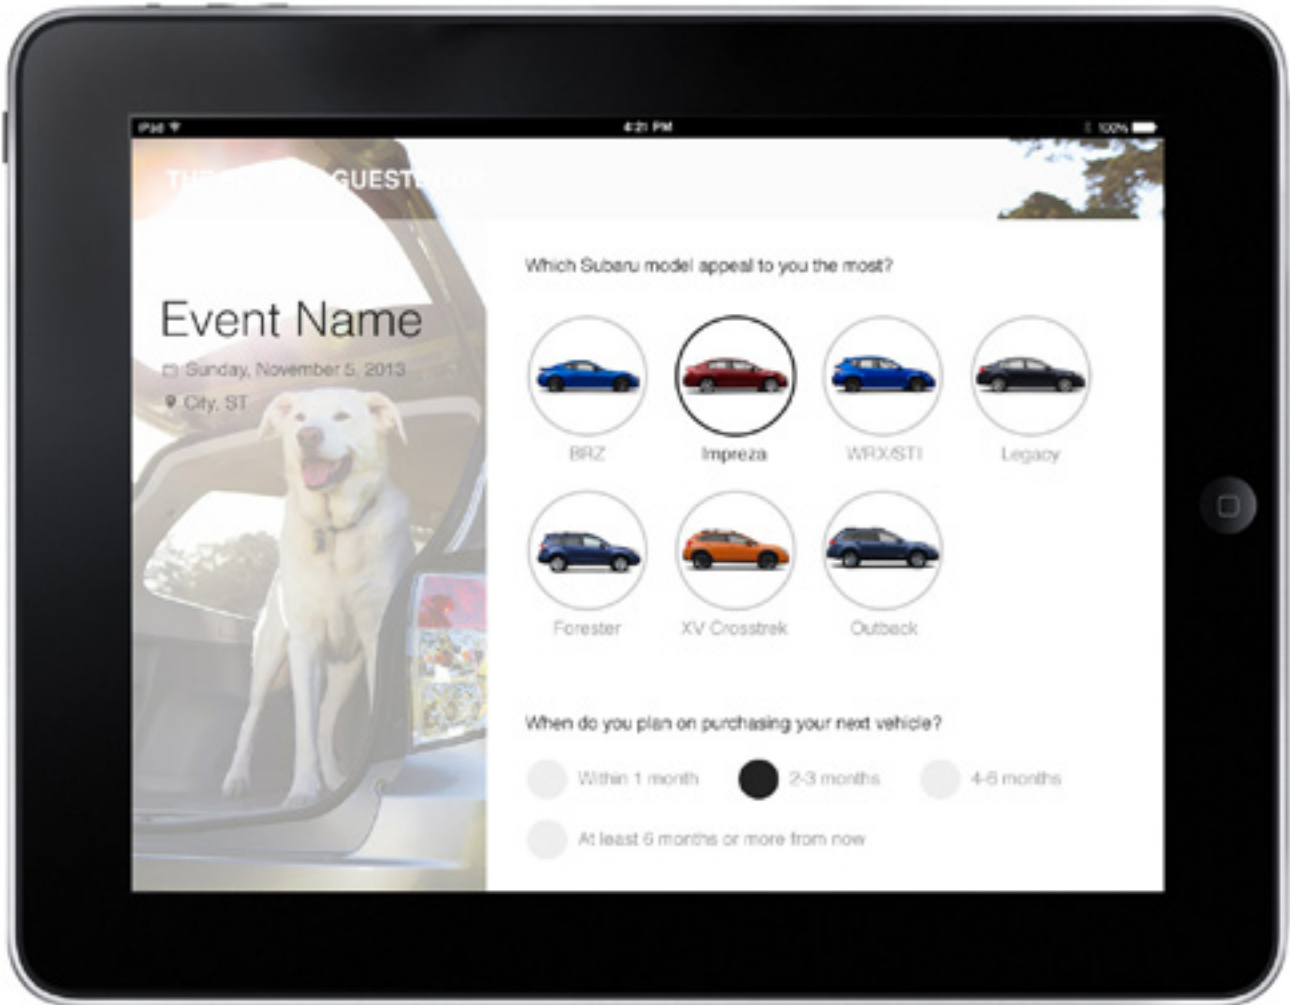 iPad
4:21 PM
100%
GUESTBOOK
Event Name
Sunday, November 5, 2013
City, ST
Which Subaru model appeal to you the most?
BRZ
Impreza
WRX/STI
Legacy
Forester
XV Crosstrek
Outback
When do you plan on purchasing your next vehicle?
Within 1 month
2-3 months
4-6 months
At least 6 months or more from now